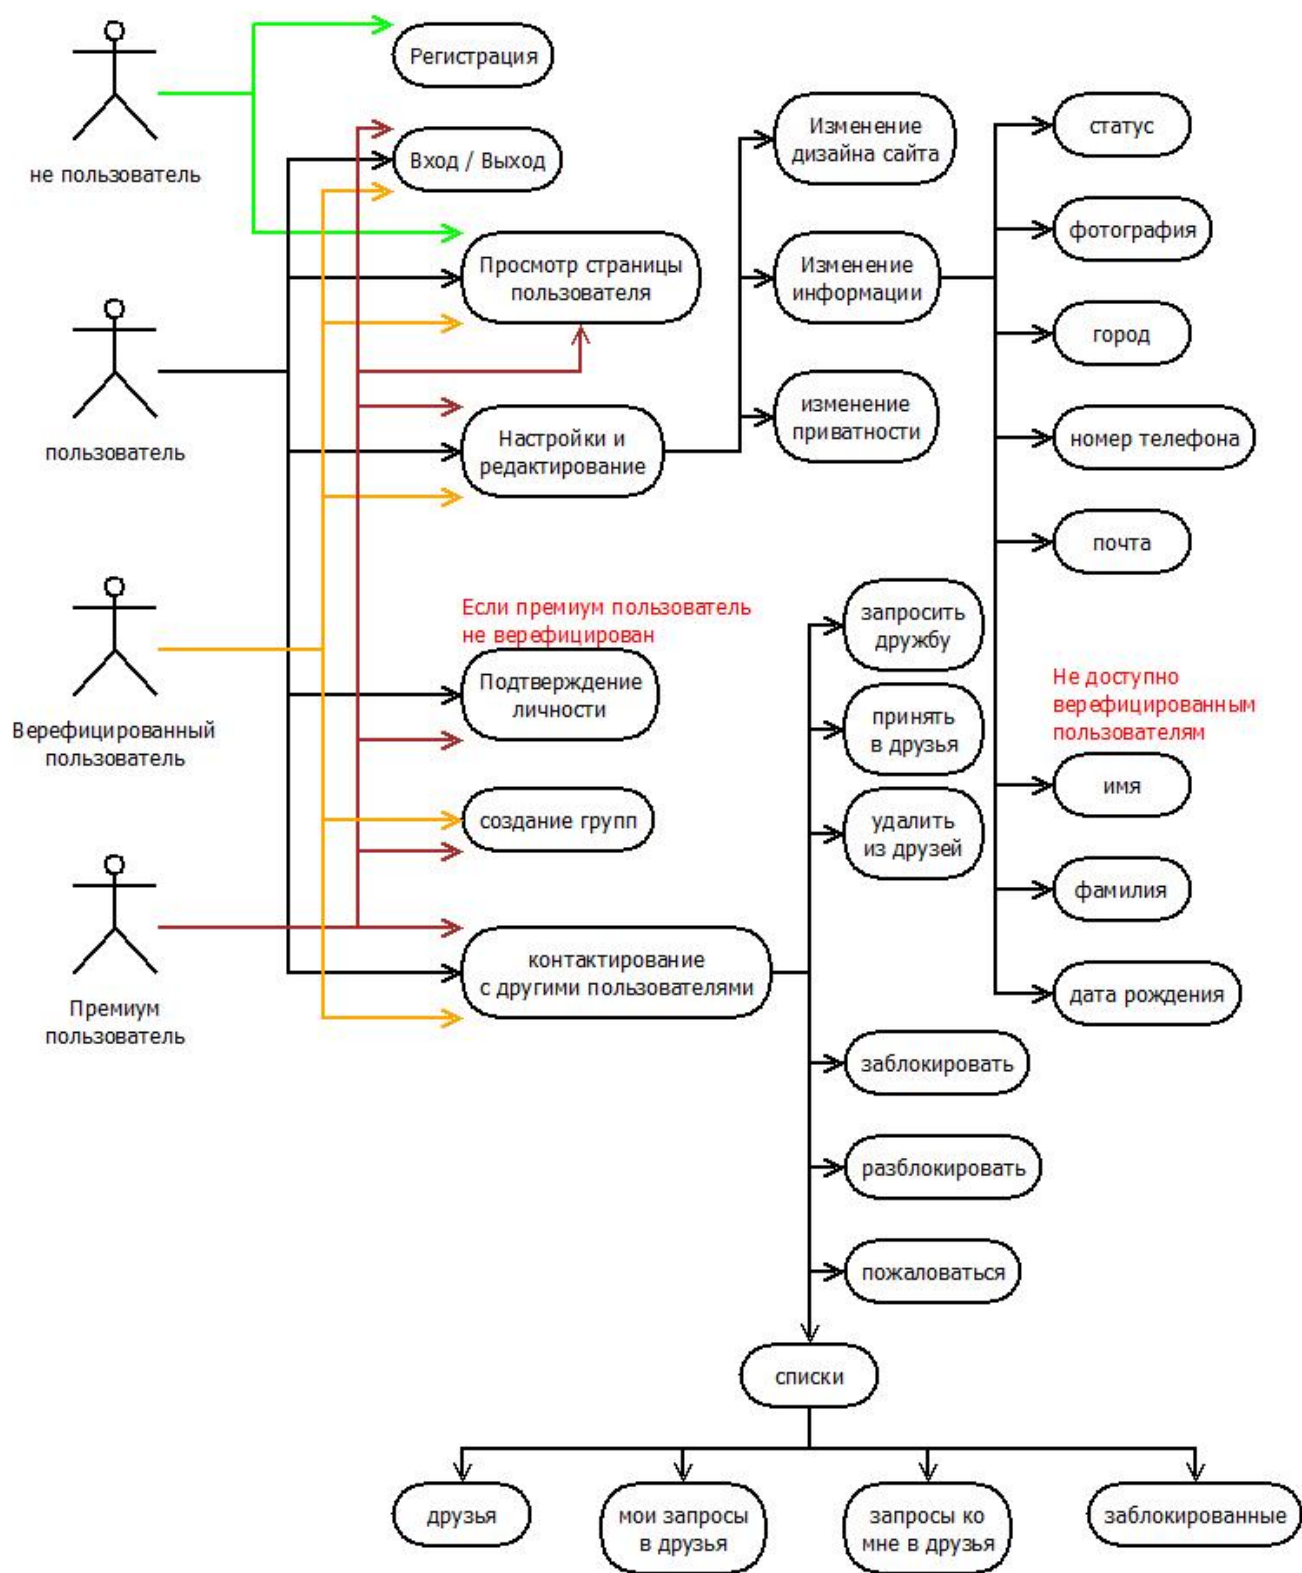 не пользователь
пользователь
Верефицированный
пользователь
Премиум
пользователь
Регистрация
Вход / Выход
Просмотр страницы
пользователя
Настройки и
редактирование
Если премиум пользователь
не верефицирован
Подтверждение
личности
создание групп
контактирование
с другими пользователями
Изменение
дизайна сайта
Изменение
информации
изменение
приватности
запросить
дружбу
принять
в друзья
удалить
из друзей
заблокировать
разблокировать
пожаловаться
статус
фотография
город
номер телефона
почта
Не доступно
верефицированным
пользователям
имя
фамилия
дата рождения
списки
друзья
мои запросы
в друзья
запросы ко
мне в друзья
заблокированные